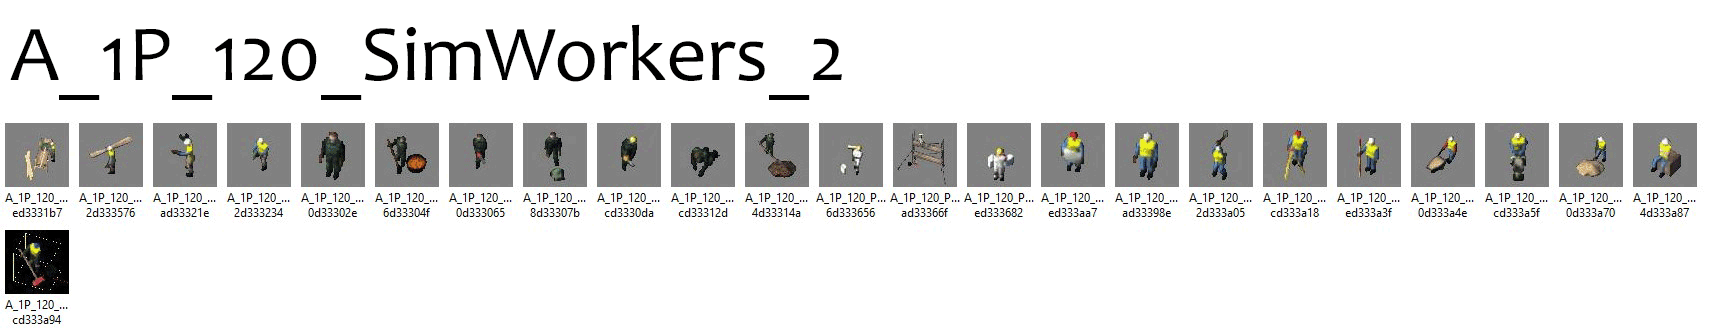 A_1P_120_SimWorkers_2
A_1P_120_... A_1P_120_... A_1P_120_... A_1P_120_... A_1P_120_... A_1P_120_... A_1P_120_... A_1P_120_... A_1P_120_... A_1P_120_... A_1P_120_... A_1P_120_P... A_1P_120_P... A_1P_120_P... A_1P_120_... A_1P_120_... A_1P_120_... A_1P_120_... A_1P_120_... A_1P_120_... A_1P_120_... A_1P_120_... A_1P_120_...
ed3331b7 2d333576 ad33321e 2d333234 0d33302e 6d33304f 0d333065 8d33307b cd3330da cd33312d 4d33314a 6d333656 ad33366f ed333682 ed333aa7 ad33398e 2d333a05 cd333a18 ed333a3f 0d333a4e cd333a5f 0d333a70 4d333a87
A_1P_120_...
cd333a94